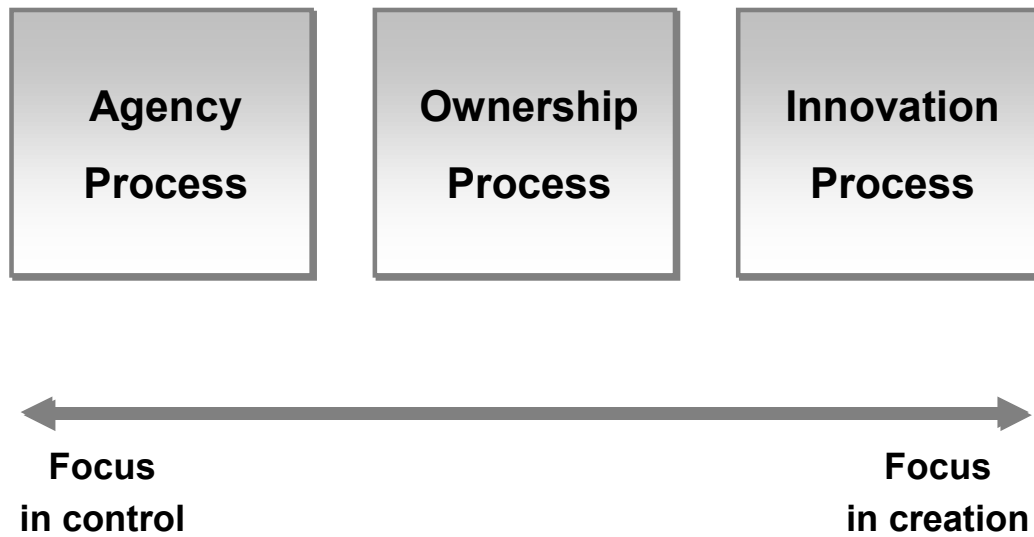 Agency
Process
Ownership
Process
Innovation
Process
Focus
in control
Focus
in creation